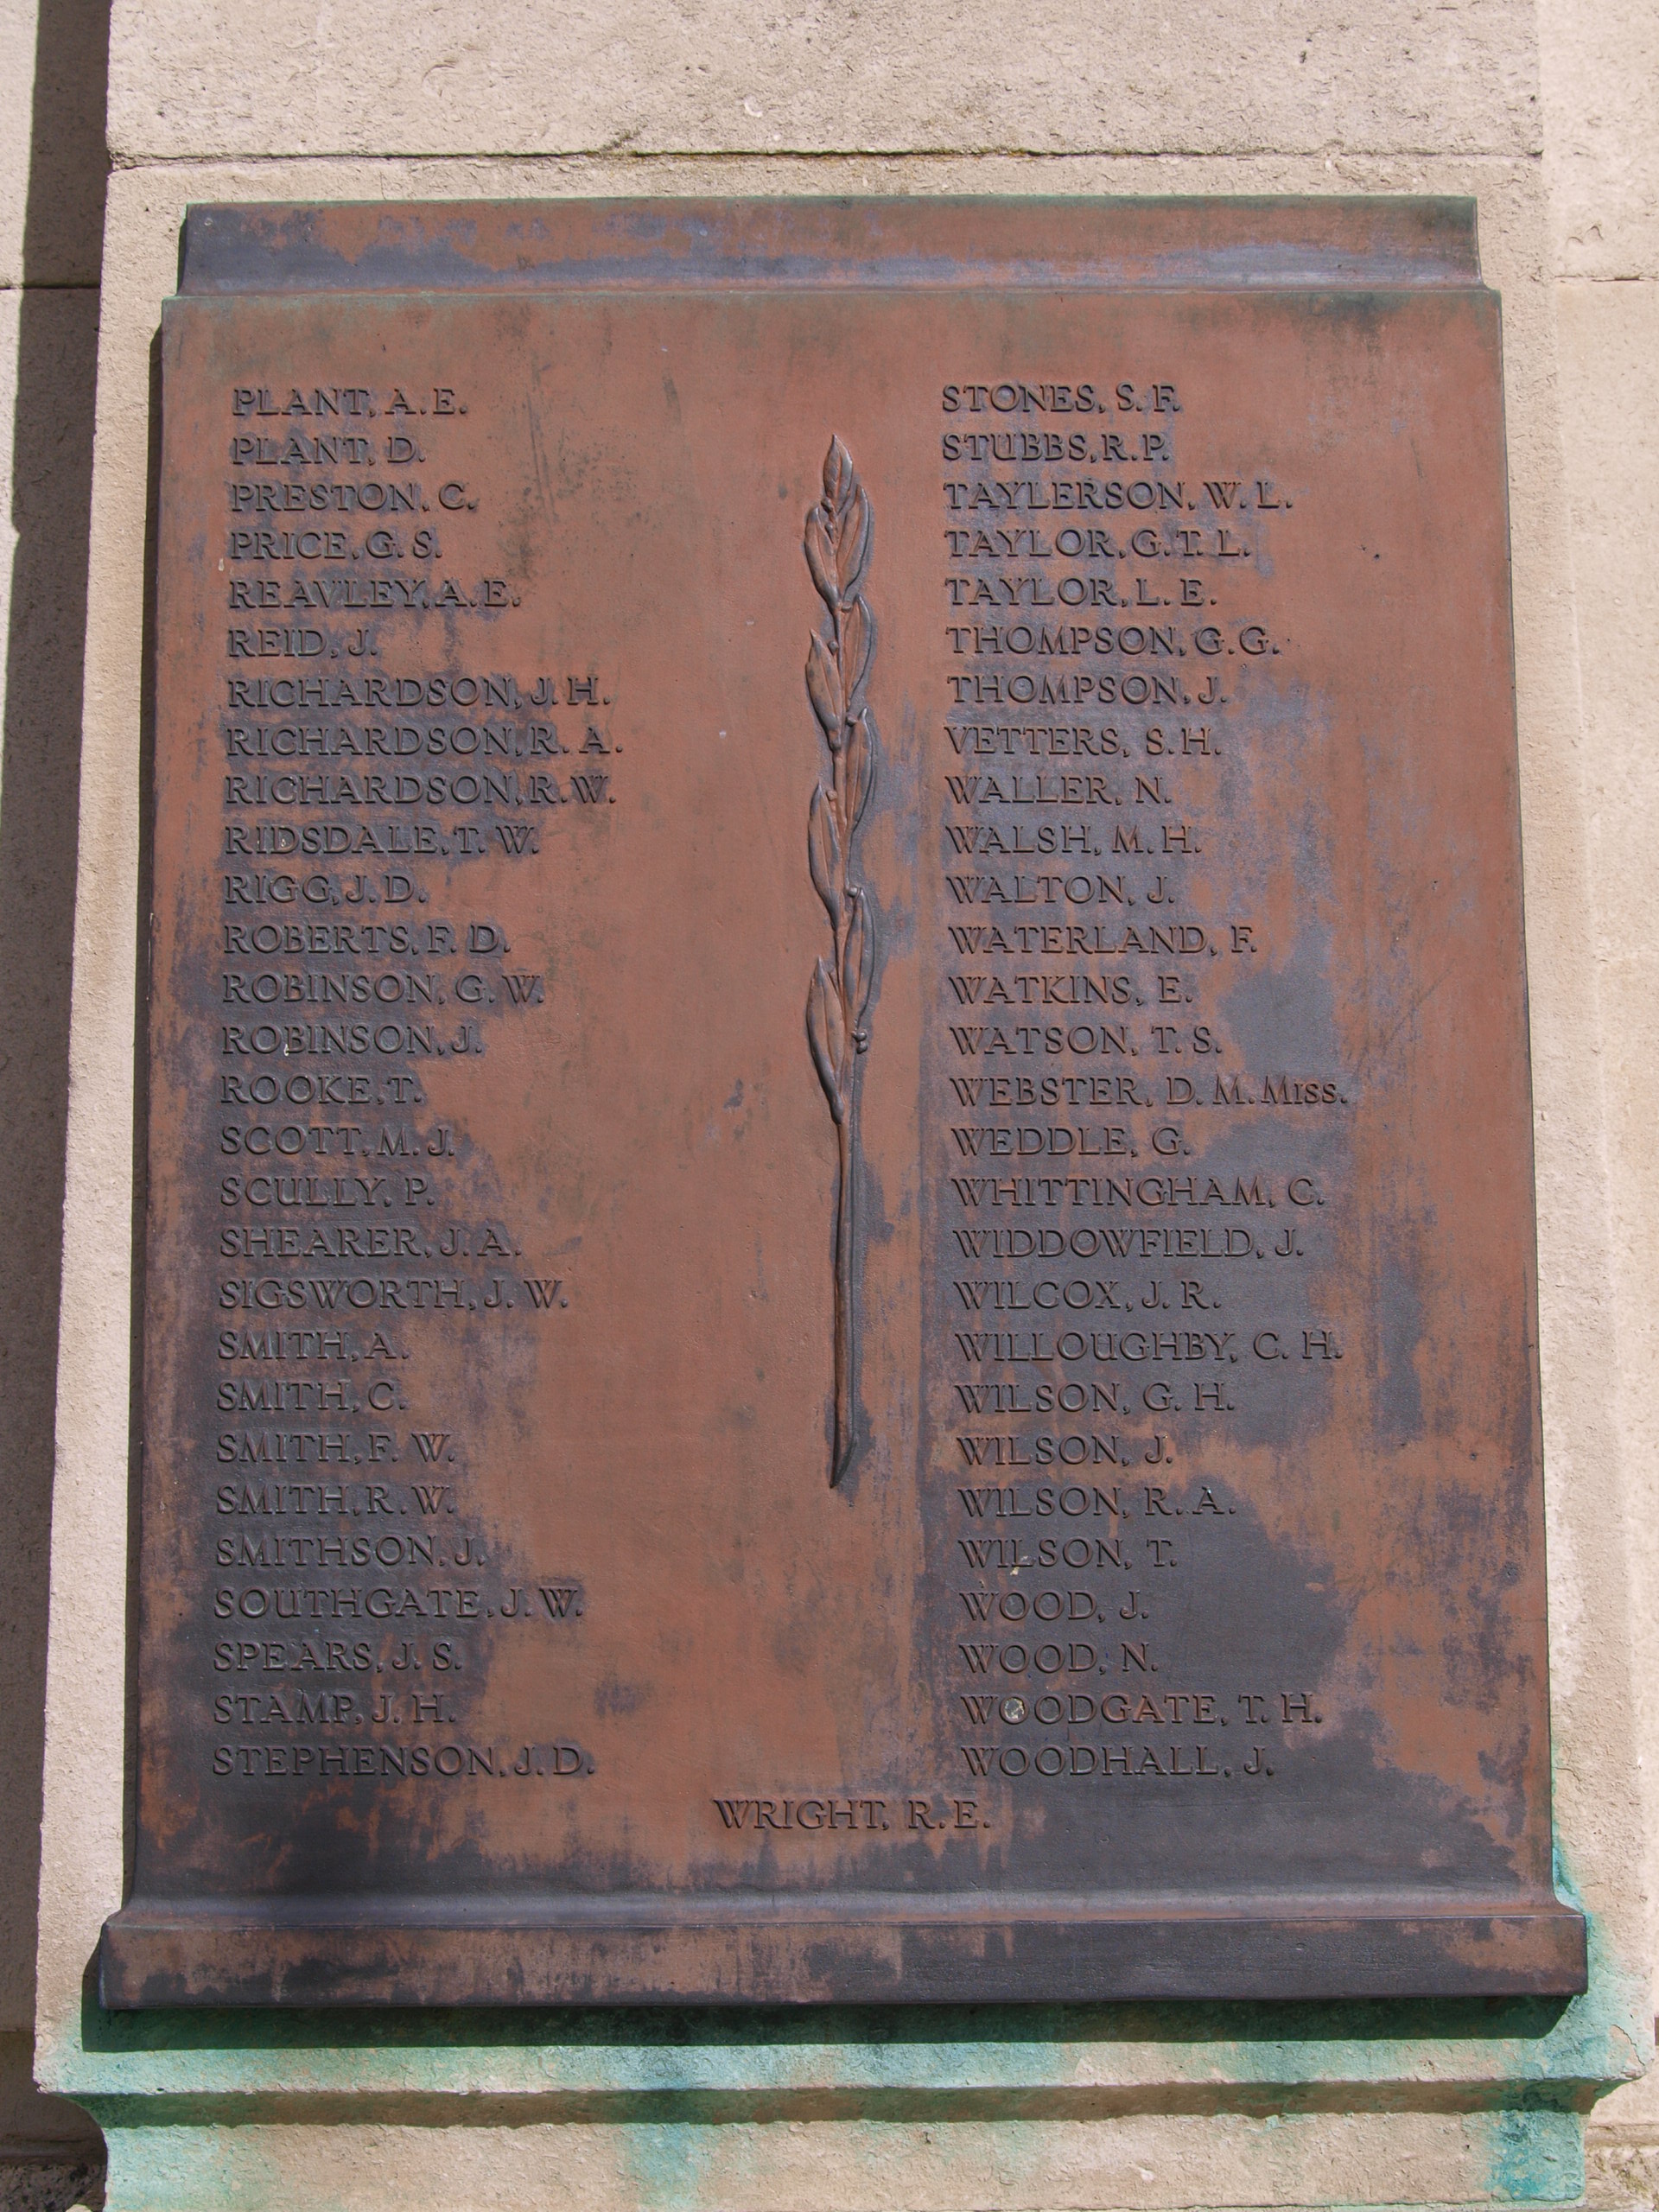 PLANT, A. E.
PLANT, D.
PRESTON, C.
PRICE, G. S.
REAVLEY, A. E.
REID, J.
RICHARDSON, J. H.
RICHARDSON, R. A.
RICHARDSON, R. W.
RIDSDALE, T. W.
RIGG, J. D.
ROBERTS, F. D.
ROBINSON, G. W.
ROBINSON, J.
ROOKE, T.
SCOTT, M. J.
SCULLY, P.
SHEARER, J. A.
SIGSWORTH, J. W.
SMITH, A.
SMITH, C.
SMITH, F. W.
SMITH, R. W.
SMITHSON, J.
SOUTHGATE, J. W.
SPEARS, J. S.
STAMP, J. H.
STEPHENSON, J. D.
STONES, S. F.
STUBBS, R. P.
TAYLERSON, W. L.
TAYLOR, G. T. L.
TAYLOR, L. E.
THOMPSON, G. G.
THOMPSON, J.
VETTERS, S. H.
WALLER, N.
WALSH, M. H.
WALTON, J.
WATERLAND, F.
WATKINS, E.
WATSON, T. S.
WEBSTER, D. M. MISS.
WEDDLE, G.
WHITTINGHAM, C.
WIDDOWFIELD, J.
WILCOX, J. R.
WILLOUGHBY, C. H.
WILSON, G. H.
WILSON, J.
WILSON, R. A.
WILSON, T.
WOOD, J.
WOOD, N.
WOODGATE, T. H.
WOODHALL, J.
WRIGHT, R. E.